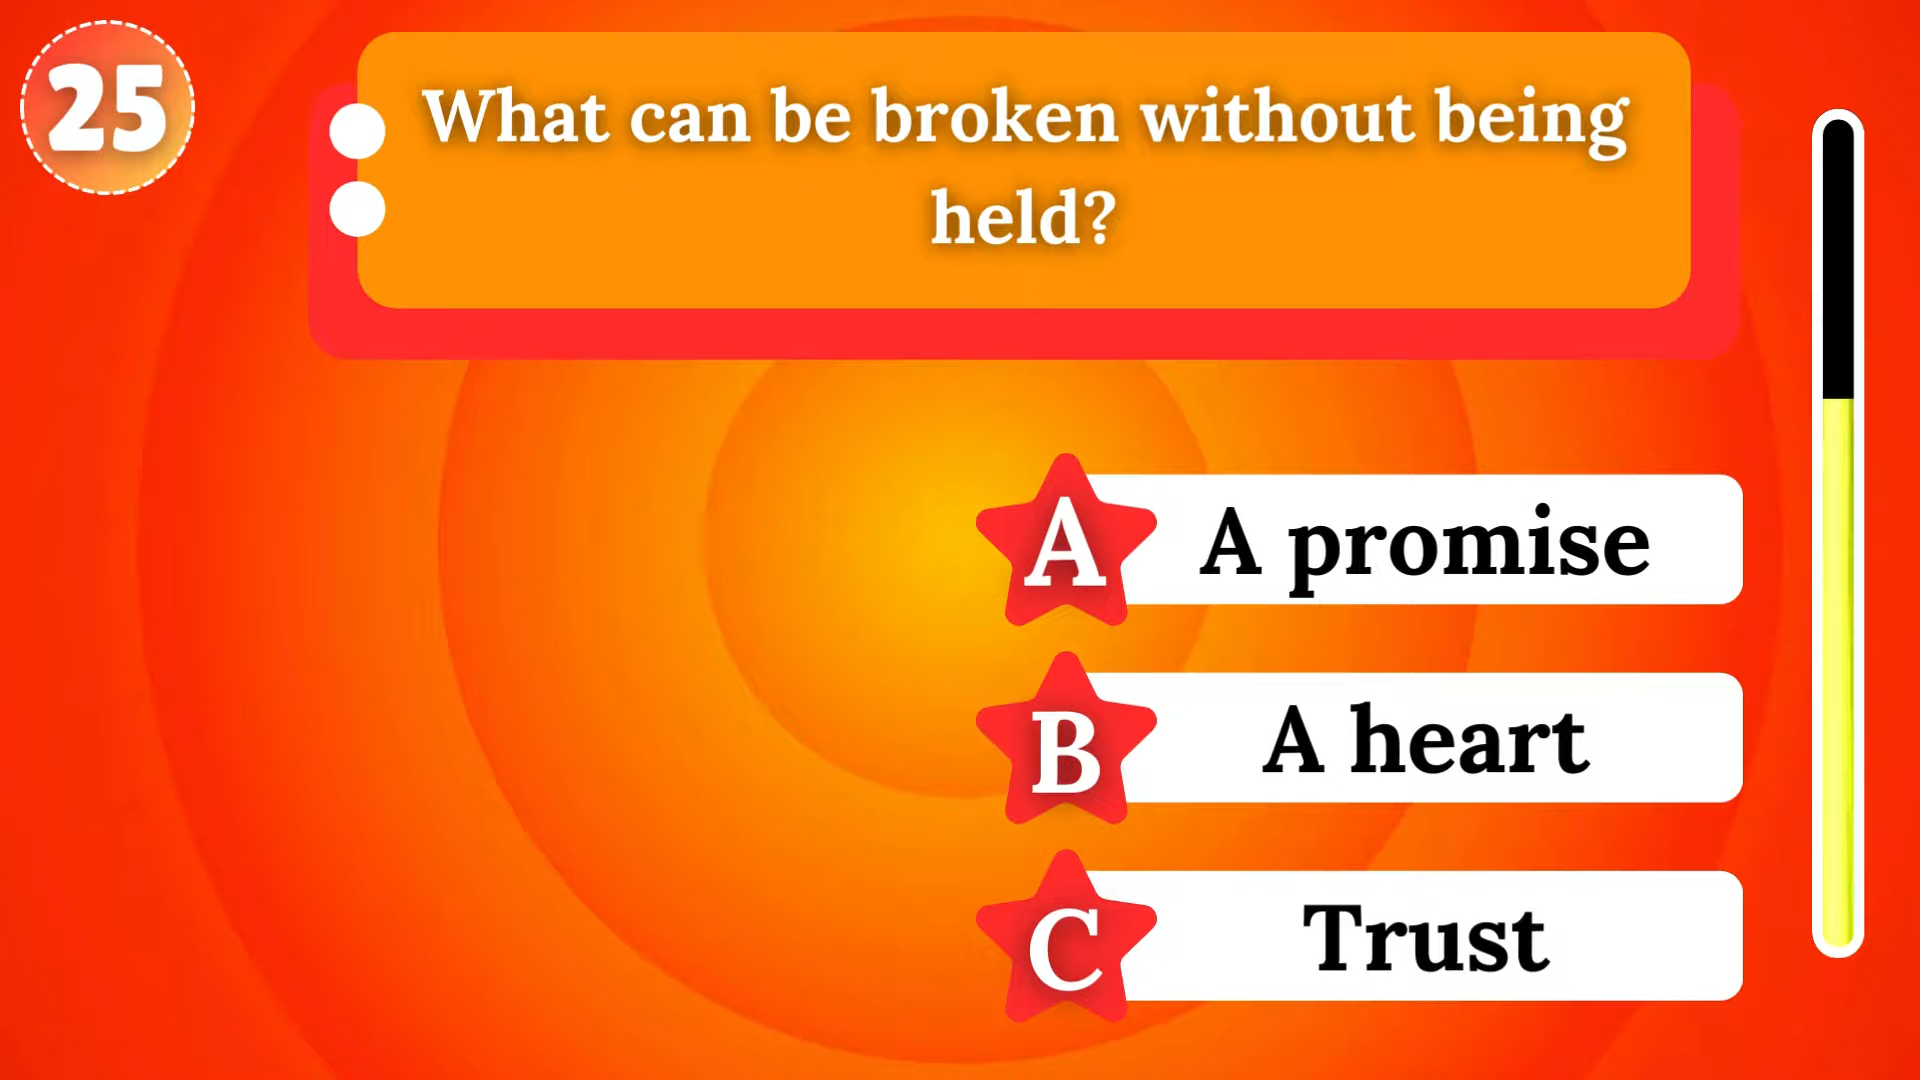 25
What can be broken without being
held?
A A promise
B A heart
C Trust